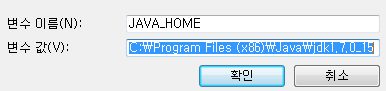 변수 이름(N): JAVA_HOME
변수 값(V): C:₩Program Files (x86)₩Java₩jdk1.7.0_15
확인 취소